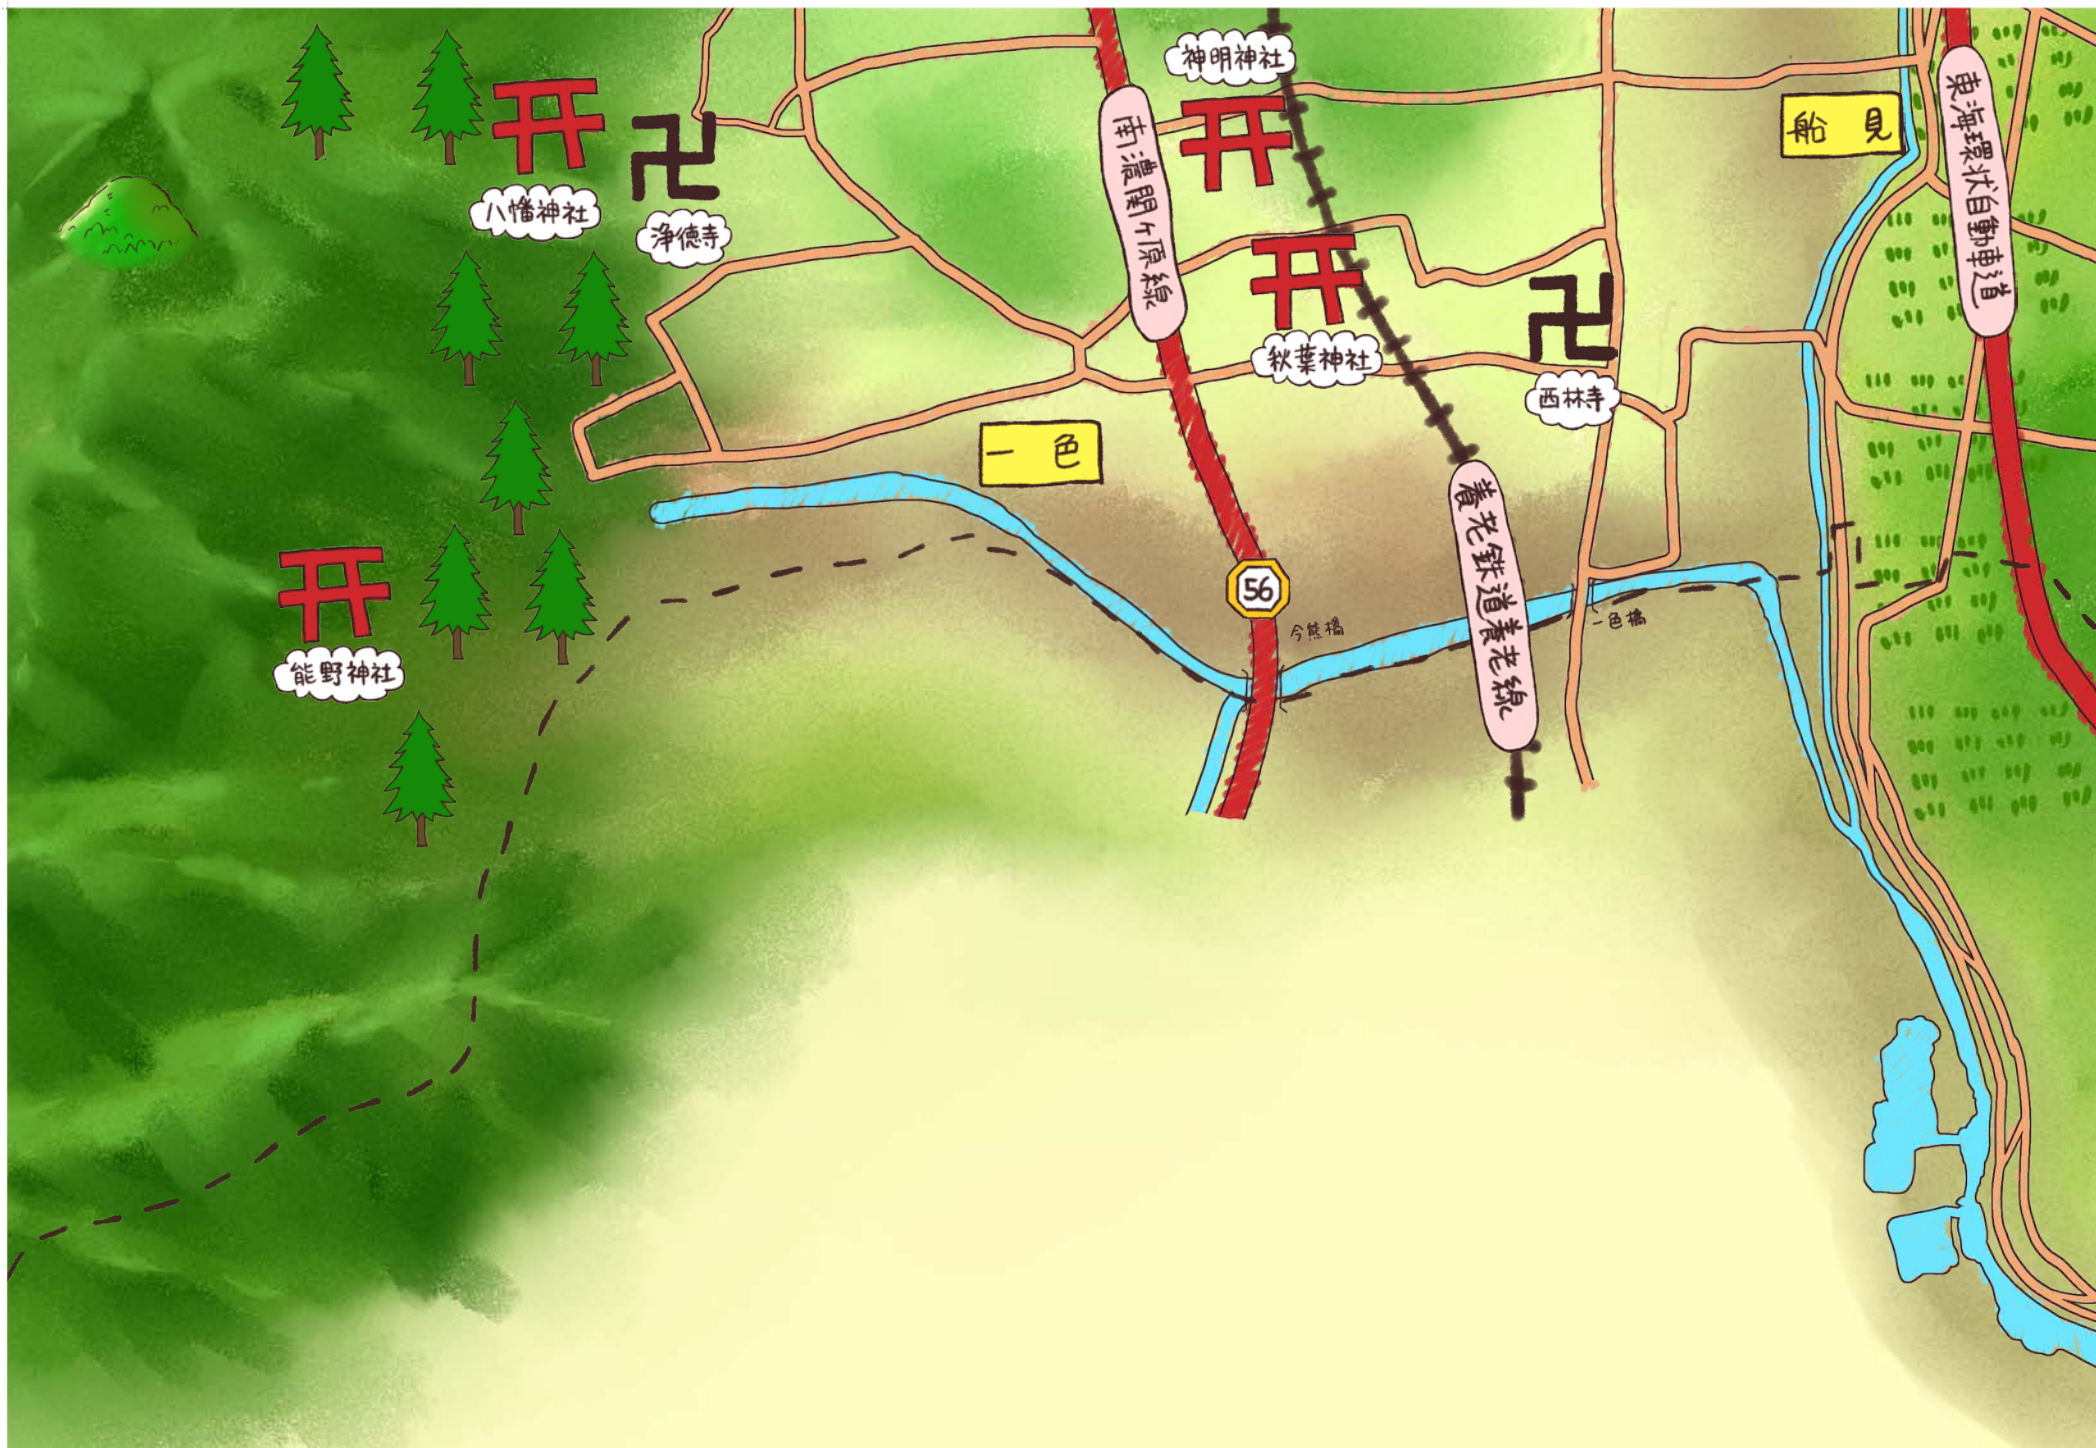 神明神社
東海環状自動車道
船見
南濃関ヶ原線
八幡神社
浄徳寺
秋葉神社
西林寺
一色
養老鉄道養老線
56
今熊橋
一色橋
能野神社